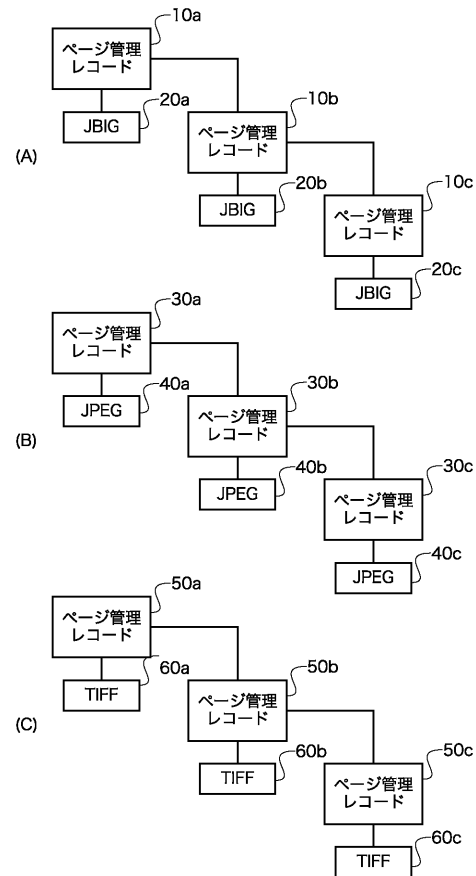 10a
ページ管理
レコード
20a
JBIG
10b
ページ管理
レコード
(A)
20b
JBIG
10c
ページ管理
レコード
20c
JBIG
30a
ページ管理
レコード
40a
JPEG
30b
ページ管理
レコード
(B)
40b
JPEG
30c
ページ管理
レコード
40c
JPEG
50a
ページ管理
レコード
60a
TIFF
50b
ページ管理
レコード
(C)
60b
TIFF
50c
ページ管理
レコード
60c
TIFF